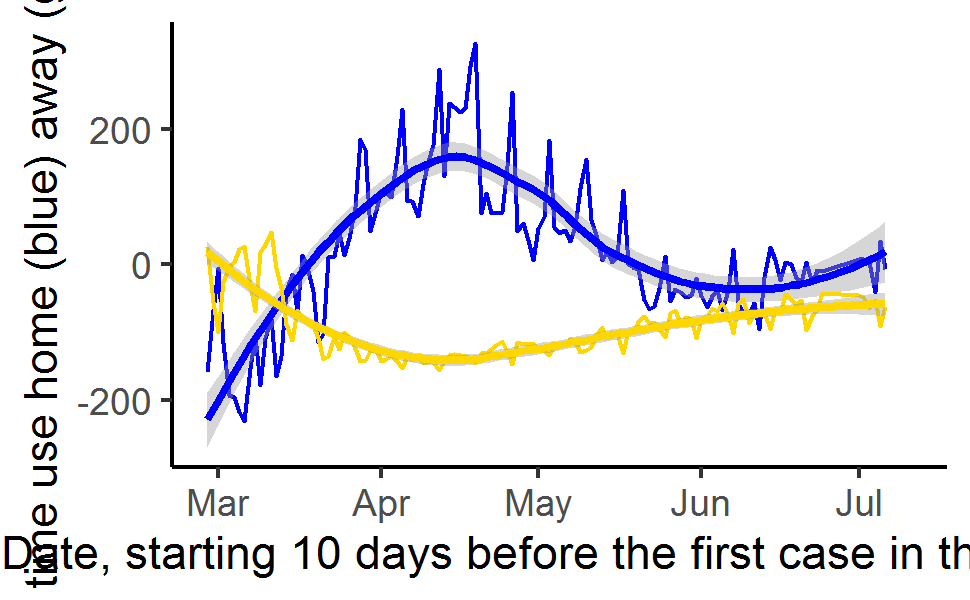 time use home (blue) away (
200
0
-200
Mar Apr May Jun Jul
Date, starting 10 days before the first case in th